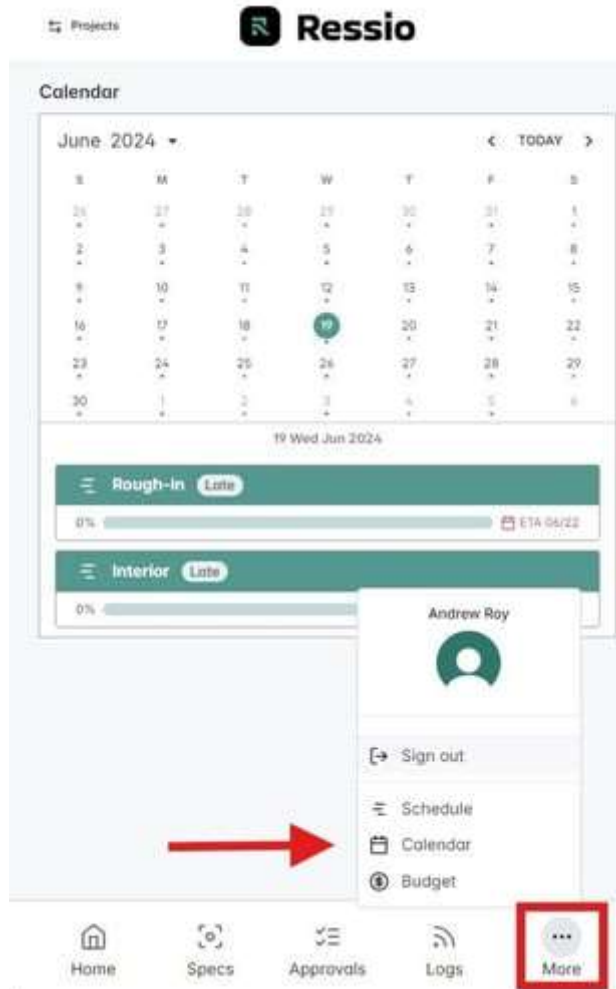 Projects
Ressio
Calendar
June 2024
TODAY
S M T W T F S
26 27 28 29 30 31 1
2 3 4 5 6 7 8
9 10 11 12 13 14 15
16 17 18 19 20 21 22
23 24 25 26 27 28 29
30 1 2 3 4 5 6
19 Wed Jun 2024
Rough-in Late
0% ETA 06/22
Interior Late
0%
Andrew Roy
Sign out
Schedule
Calendar
Budget
Home Specs Approvals Logs More